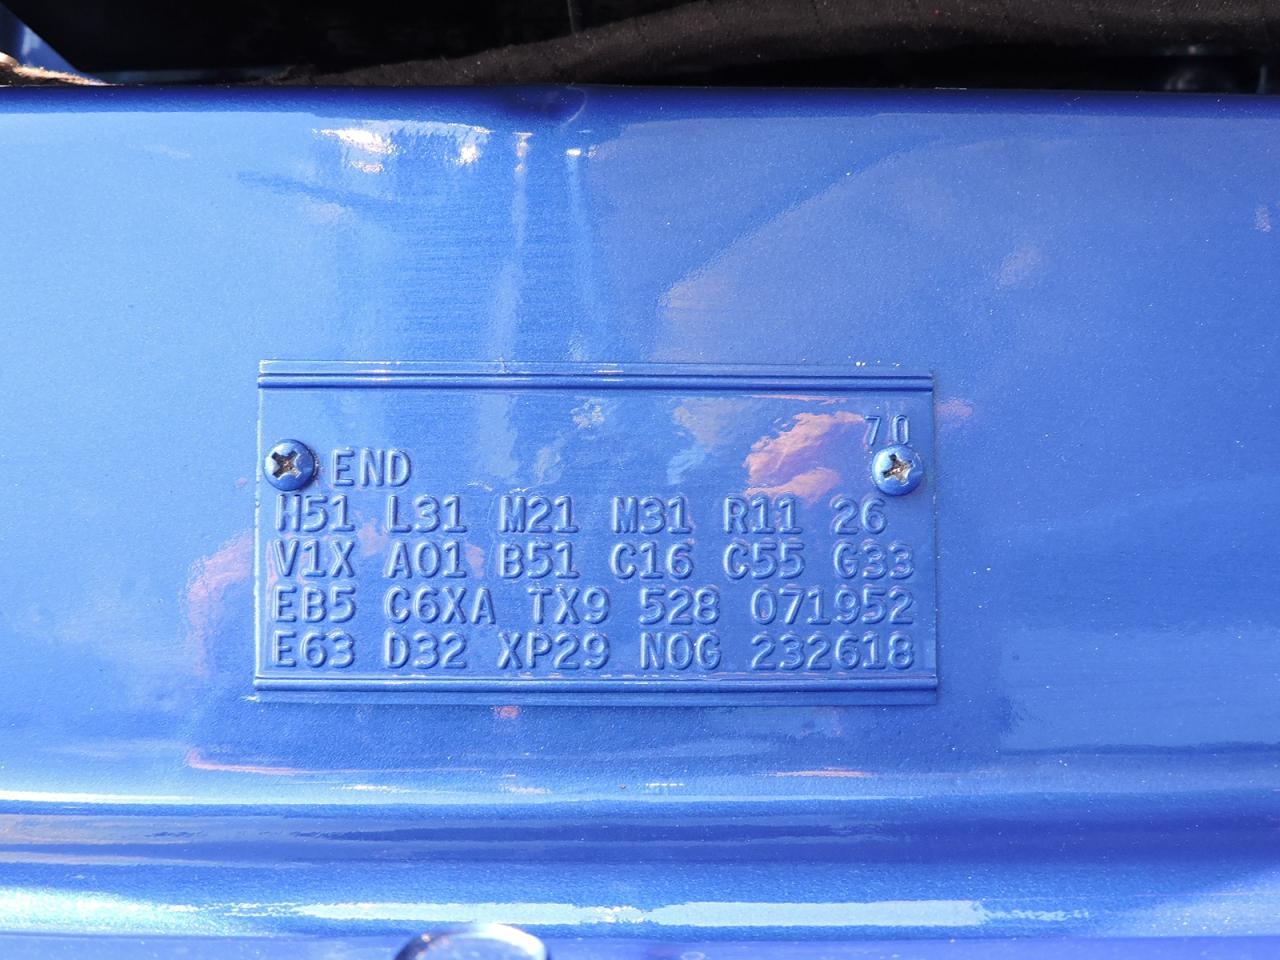 70
END
H51 L31 M21 M31 R11 26
V1X A01 B51 C16 C55 G33
EB5 C6XA TX9 528 071952
E63 D32 XP29 N0G 232618